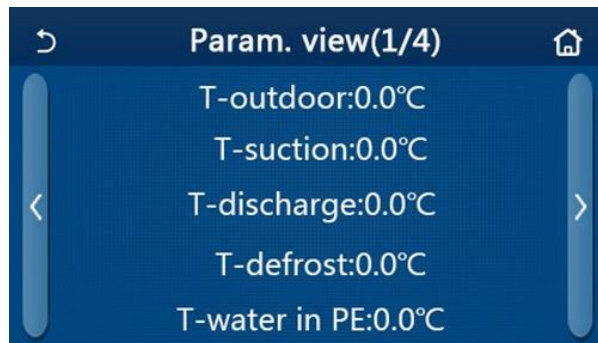 Param. view(1/4)
T-outdoor:0.0℃
T-suction:0.0℃
T-discharge:0.0℃
T-defrost:0.0℃
T-water in PE:0.0℃